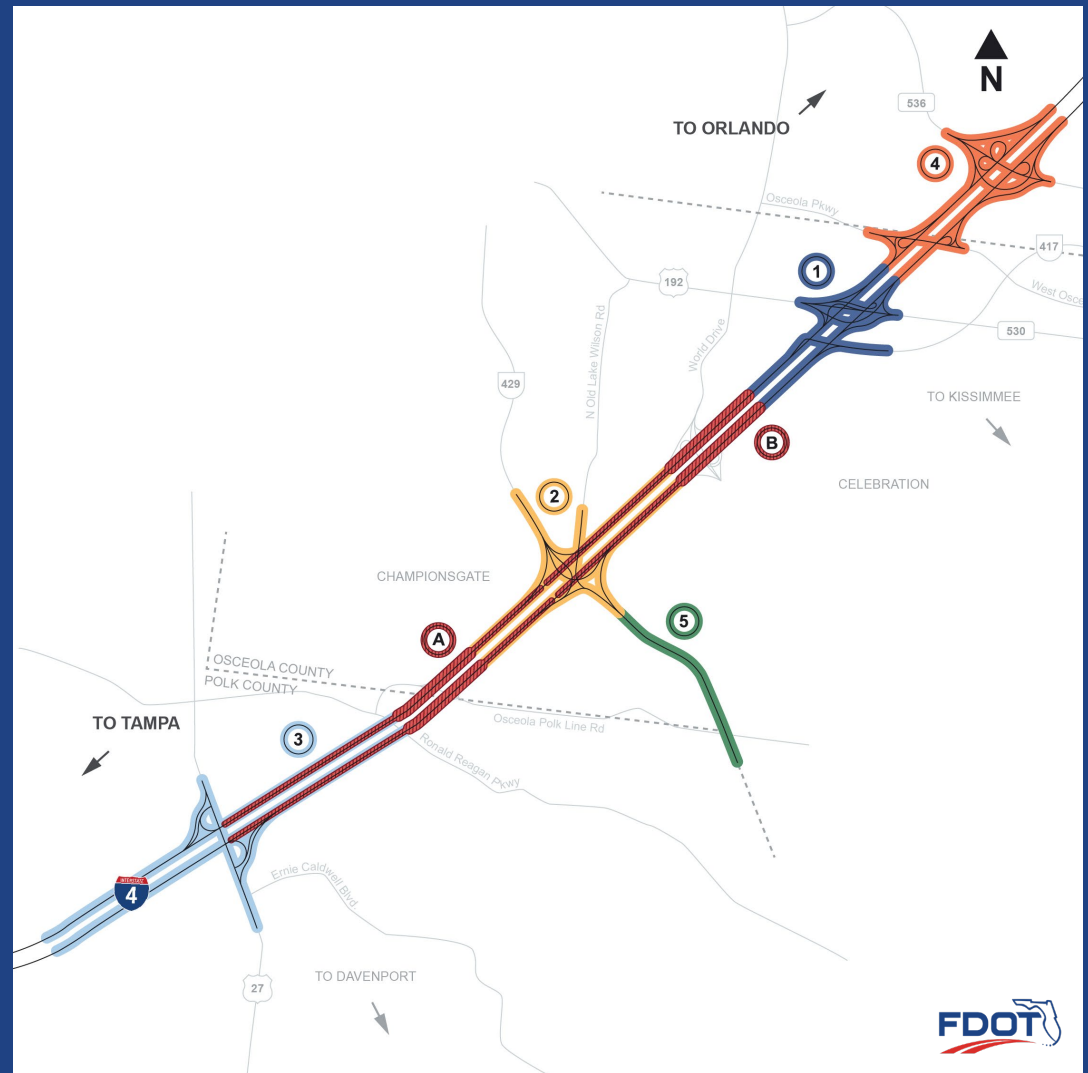 N
536
TO ORLANDO
4
Osceola Pkwy
417
1
192
West Osce
530
N Old Lake Wilson Rd
World Drive
429
TO KISSIMMEE
B
CELEBRATION
2
CHAMPIONSGATE
5
A
OSCEOLA COUNTY
POLK COUNTY
TO TAMPA
3
Osceola Polk Line Rd
Ronald Reagan Pkwy
INTERSTATE
4
Ernie Caldwell Blvd.
TO DAVENPORT
27
FDOT